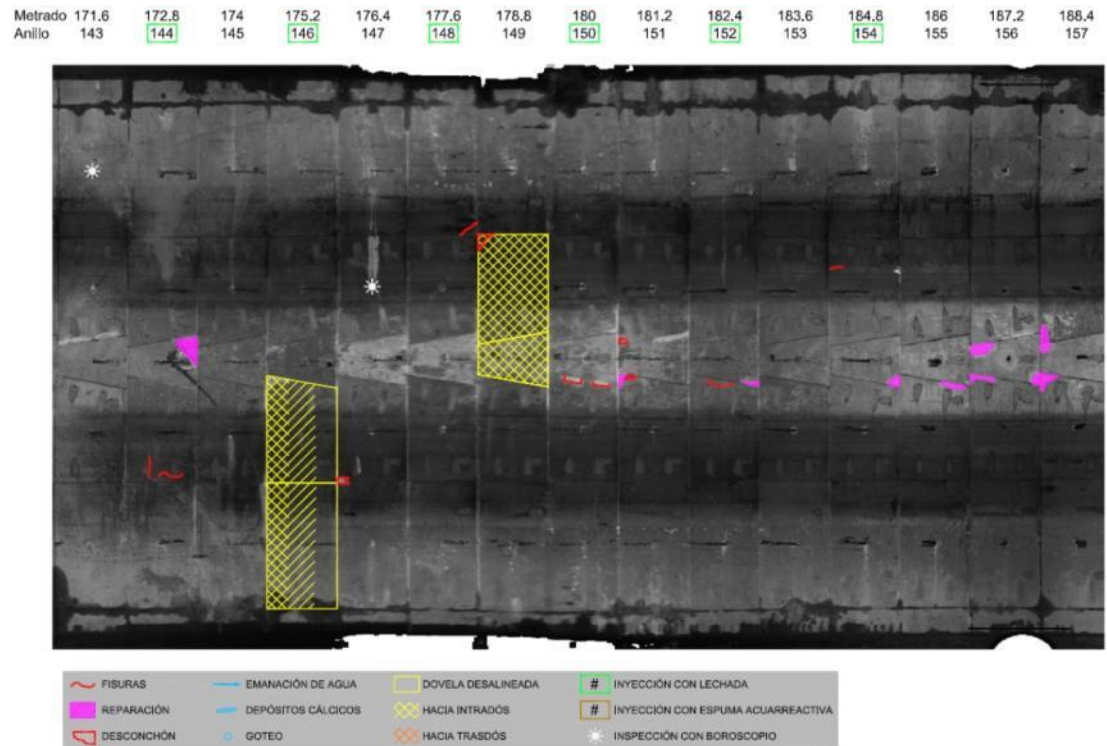 Metrado 171.6 172.8 174 175.2 176.4 177.6 178.8 180 181.2 182.4 183.6 184.8 186 187.2 188.4
Anillo 143 144 145 146 147 148 149 150 151 152 153 154 155 156 157
FISURAS EMANACIÓN DE AGUA DOVELA DESALINEADA # INYECCIÓN CON LECHADA
REPARACIÓN DEPÓSITOS CÁLCICOS HACIA INTRADÓS # INYECCIÓN CON ESPUMA ACUARREACTIVA
DESCONCHÓN GOTEO HACIA TRASDÓS INSPECCIÓN CON BOROSCOPIO